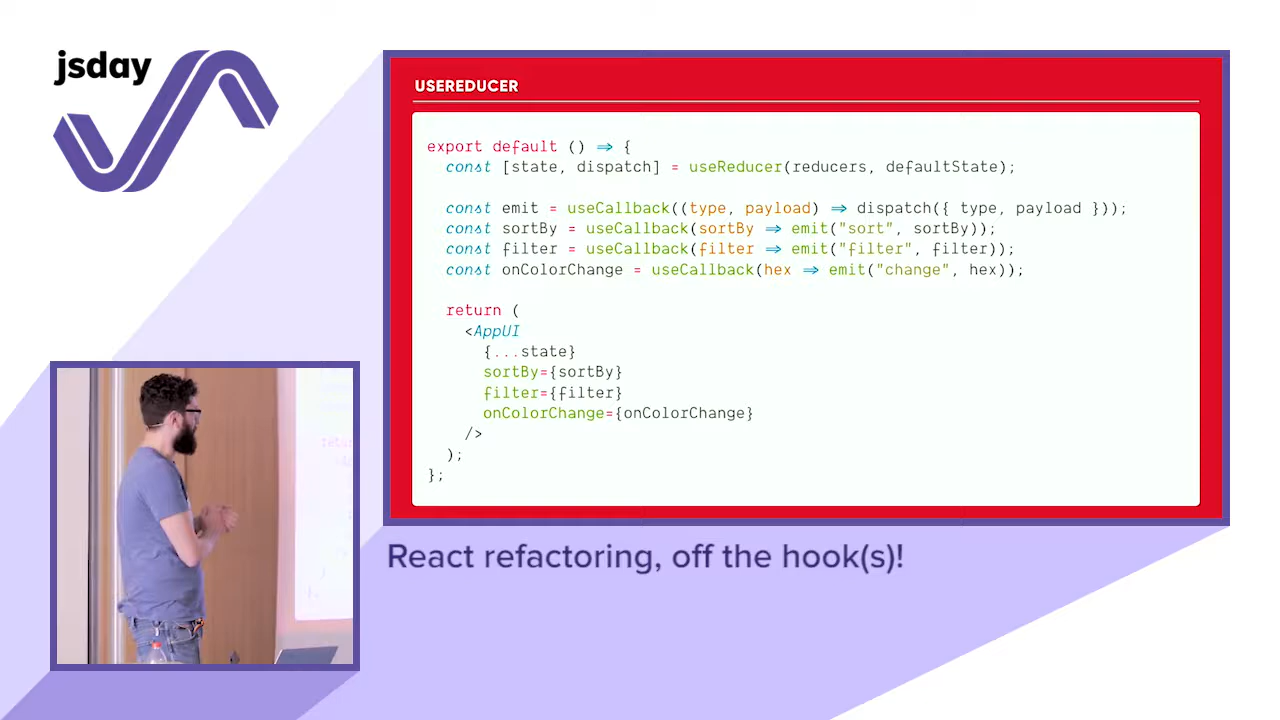 jsday
USEREDUCER
export default () => {
const [state, dispatch] = useReducer(reducers, defaultState);
const emit = useCallback((type, payload) => dispatch({ type, payload }));
const sortBy = useCallback(sortBy => emit("sort", sortBy));
const filter = useCallback(filter => emit("filter", filter));
const onColorChange = useCallback(hex => emit("change", hex));
return (
<AppUI
{...state}
sortBy={sortBy}
filter={filter}
onColorChange={onColorChange}
/>
);
};
React refactoring, off the hook(s)!